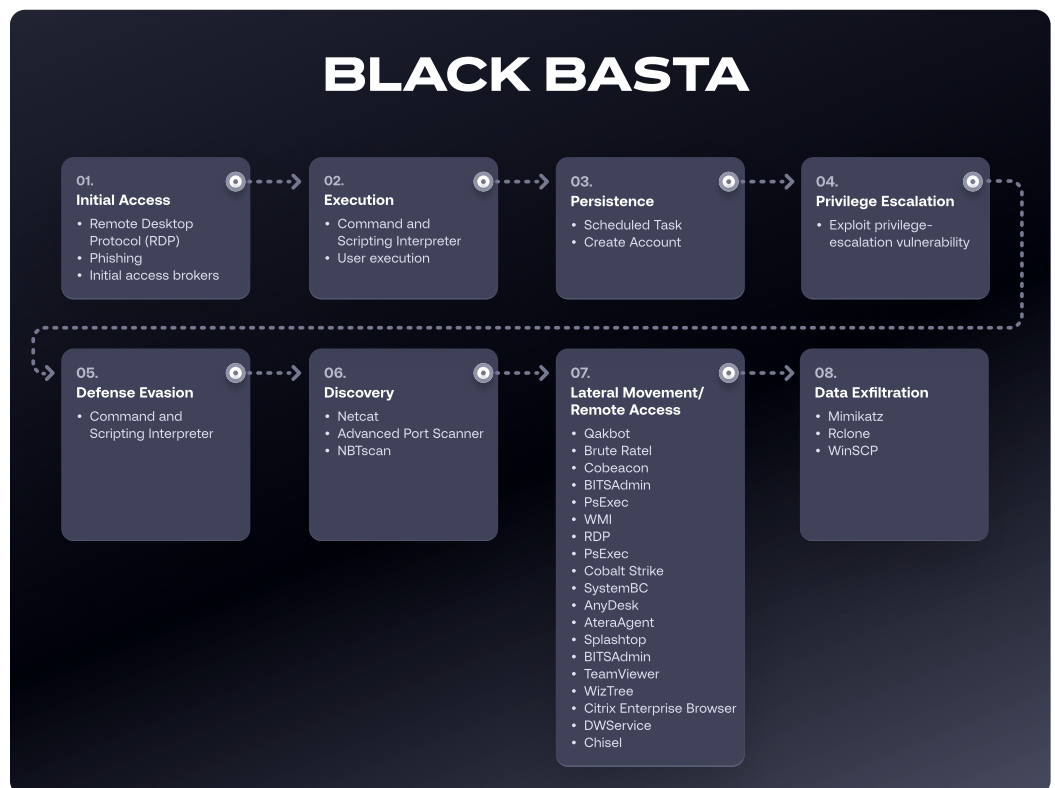 BLACK BASTA
01.
Initial Access
• Remote Desktop
Protocol (RDP)
• Phishing
• Initial access brokers
02.
Execution
• Command and
Scripting Interpreter
• User execution
03.
Persistence
• Scheduled Task
• Create Account
04.
Privilege Escalation
• Exploit privilege-
escalation vulnerability
05.
Defense Evasion
• Command and
Scripting Interpreter
06.
Discovery
• Netcat
• Advanced Port Scanner
• NBTscan
07.
Lateral Movement/
Remote Access
• Qakbot
• Brute Ratel
• Cobeacon
• BITSAdmin
• PsExec
• WMI
• RDP
• PsExec
• Cobalt Strike
• SystemBC
• AnyDesk
• AteraAgent
• Splashtop
• BITSAdmin
• TeamViewer
• WizTree
• Citrix Enterprise Browser
• DWService
• Chisel
08.
Data Exfiltration
• Mimikatz
• Rclone
• WinSCP